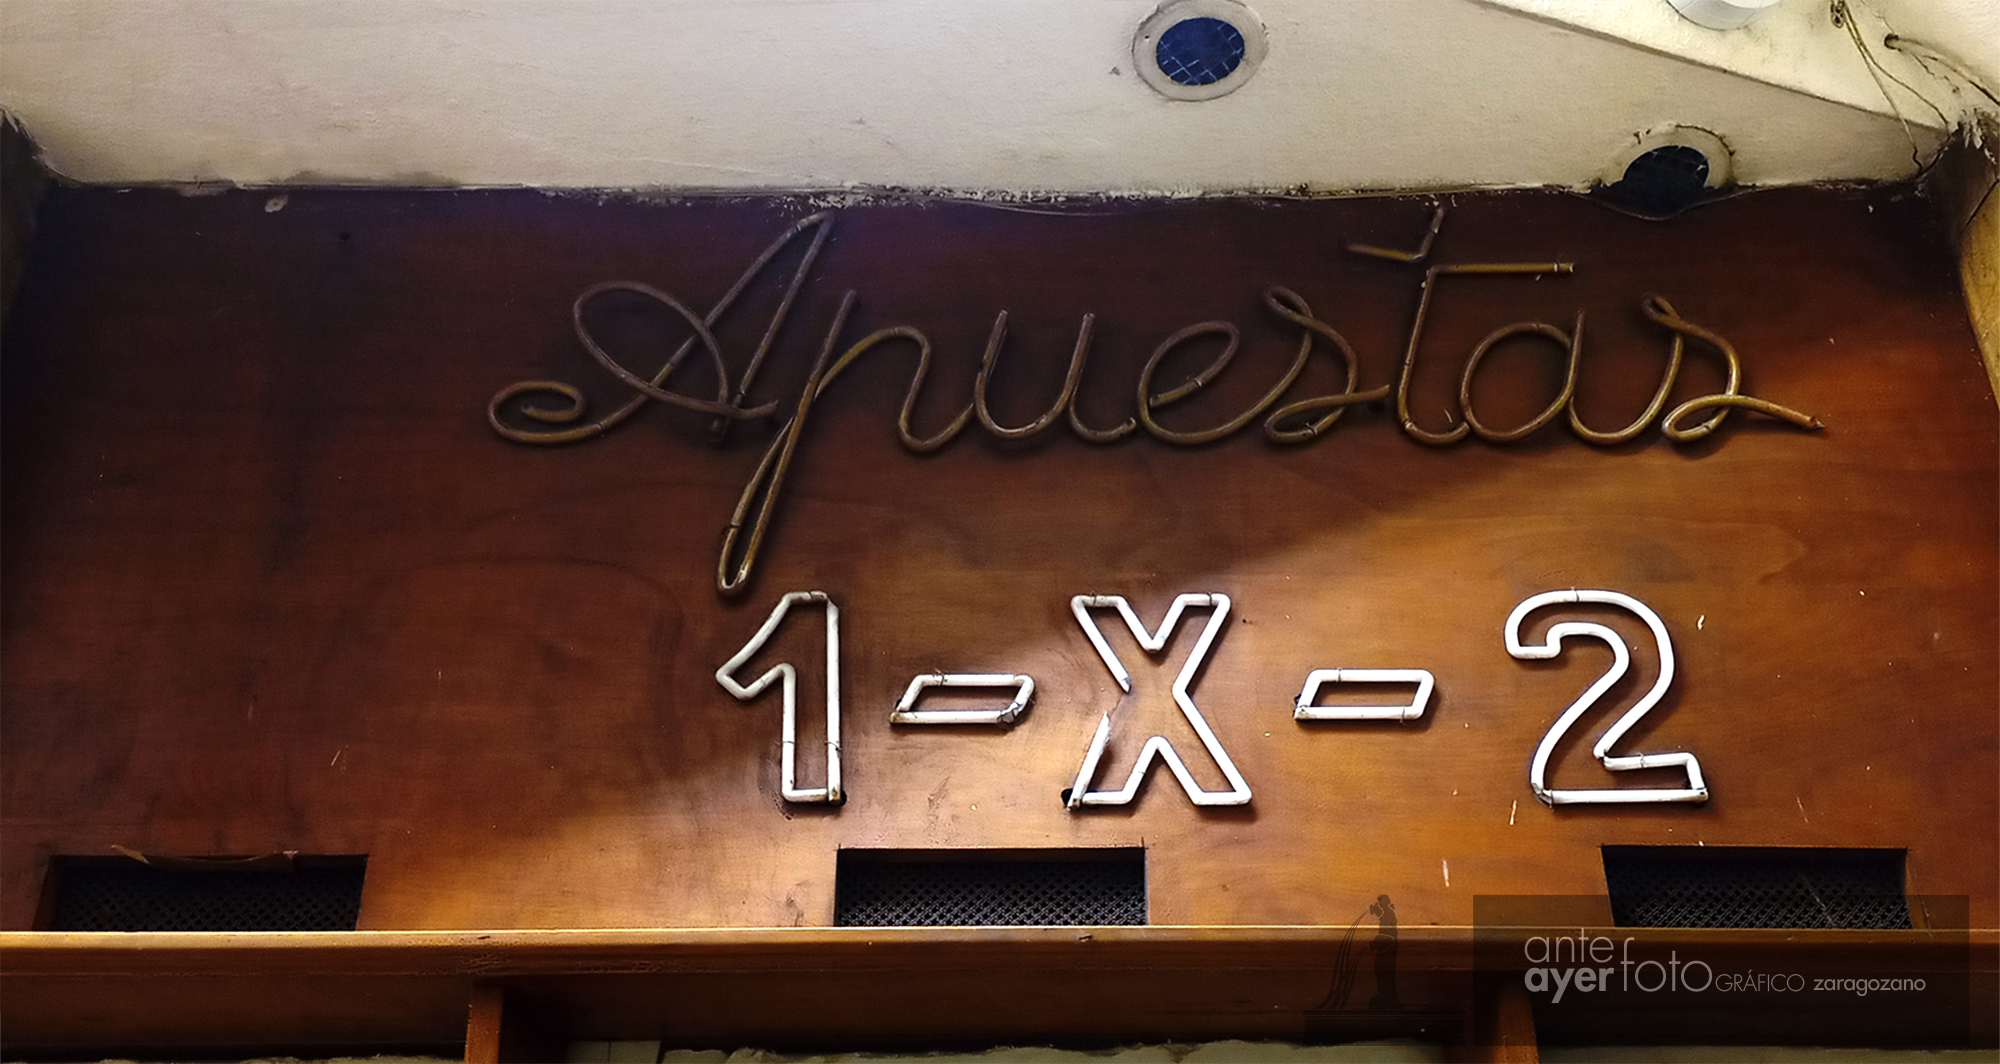 Apuestas
1-X-2
ante
ayer fotoGRÁFICO zaragozano